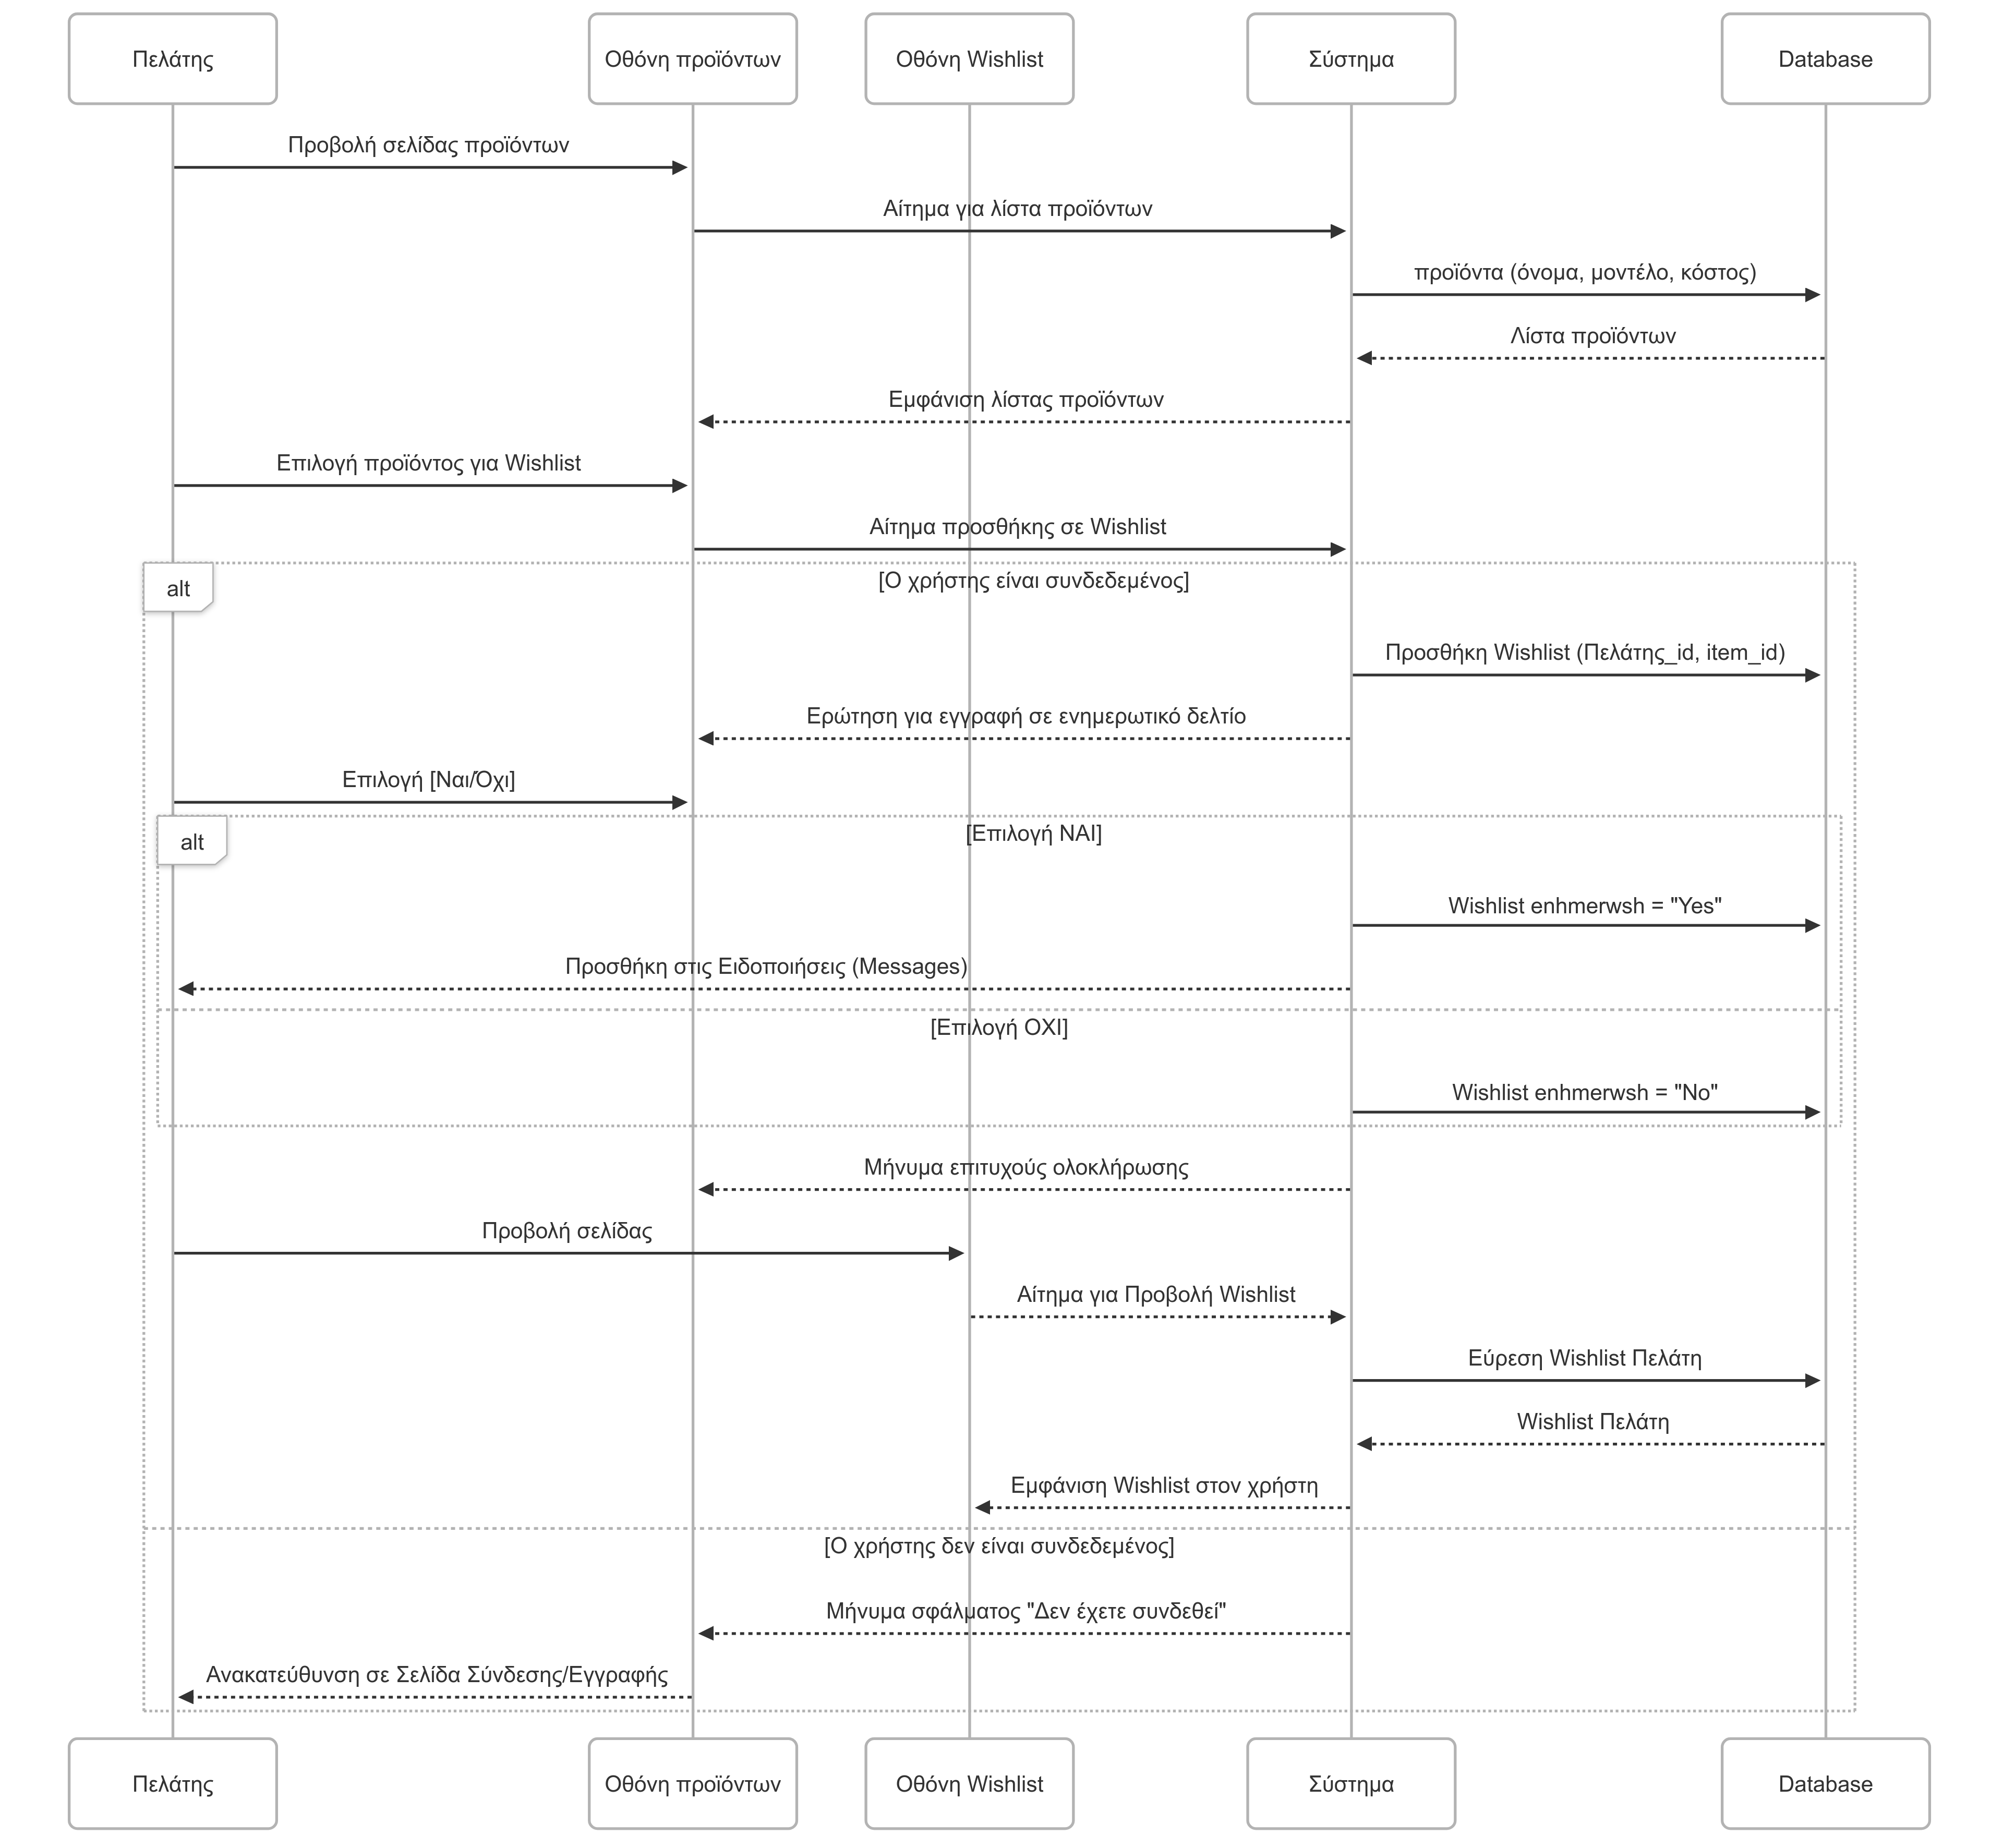 Πελάτης
Οθόνη προϊόντων
Οθόνη Wishlist
Σύστημα
Database
Προβολή σελίδας προϊόντων
Αίτημα για λίστα προϊόντων
προϊόντα (όνομα, μοντέλο, κόστος)
Λίστα προϊόντων
Εμφάνιση λίστας προϊόντων
Επιλογή προϊόντος για Wishlist
Αίτημα προσθήκης σε Wishlist
alt
[Ο χρήστης είναι συνδεδεμένος]
Προσθήκη Wishlist (Πελάτης_id, item_id)
Ερώτηση για εγγραφή σε ενημερωτικό δελτίο
Επιλογή [Ναι/Όχι]
alt
[Επιλογή ΝΑΙ]
Wishlist enhmerwsh = "Yes"
Προσθήκη στις Ειδοποιήσεις (Messages)
[Επιλογή ΟΧΙ]
Wishlist enhmerwsh = "No"
Μήνυμα επιτυχούς ολοκλήρωσης
Προβολή σελίδας
Αίτημα για Προβολή Wishlist
Εύρεση Wishlist Πελάτη
Wishlist Πελάτη
Εμφάνιση Wishlist στον χρήστη
[Ο χρήστης δεν είναι συνδεδεμένος]
Μήνυμα σφάλματος "Δεν έχετε συνδεθεί"
Ανακατεύθυνση σε Σελίδα Σύνδεσης/Εγγραφής
Πελάτης
Οθόνη προϊόντων
Οθόνη Wishlist
Σύστημα
Database